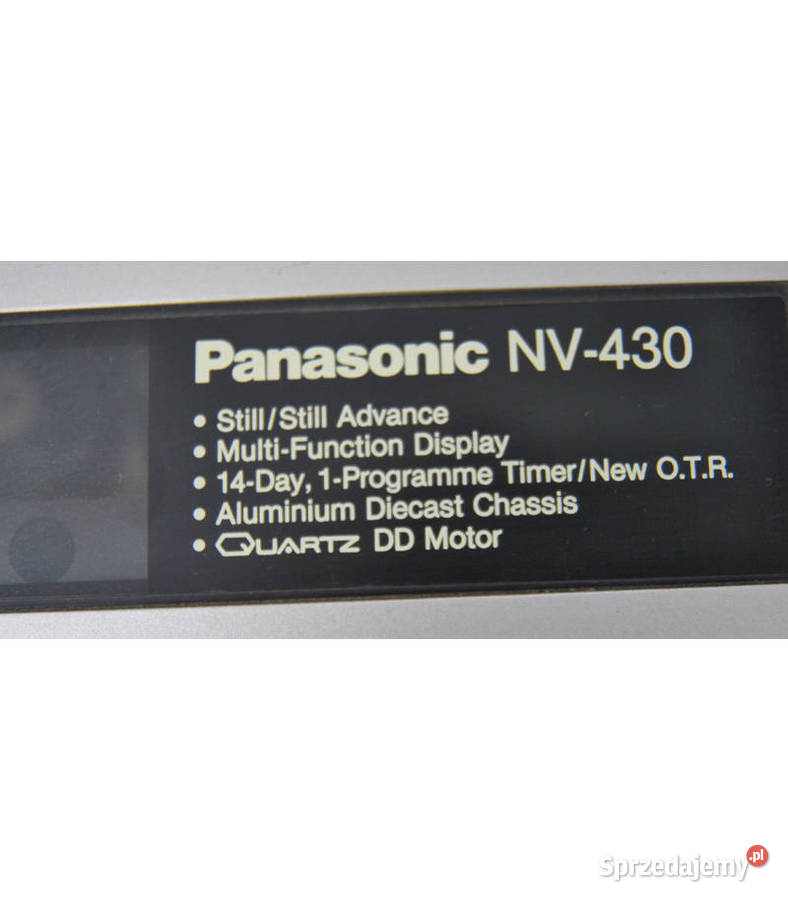 Panasonic NV-430
• Still/Still Advance
• Multi-Function Display
• 14-Day, 1-Programme Timer/New O.T.R.
• Aluminium Diecast Chassis
• QUARTZ DD Motor
Sprzedajemy.pl